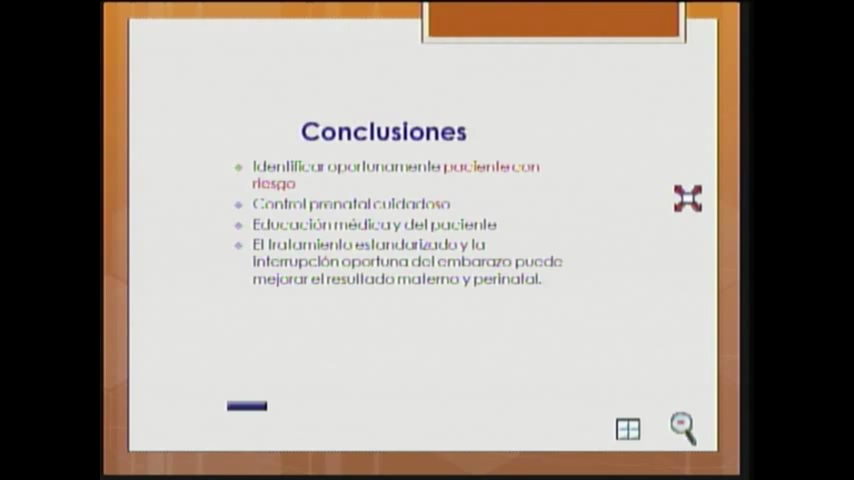 Conclusiones
Identificar oportunamente paciente con
riesgo
Control prenatal cuidadoso
Educación médica y del paciente
El tratamiento estandarizado y la
Interrupción oportuna del embarazo puede
mejorar el resultado materno y perinatal.